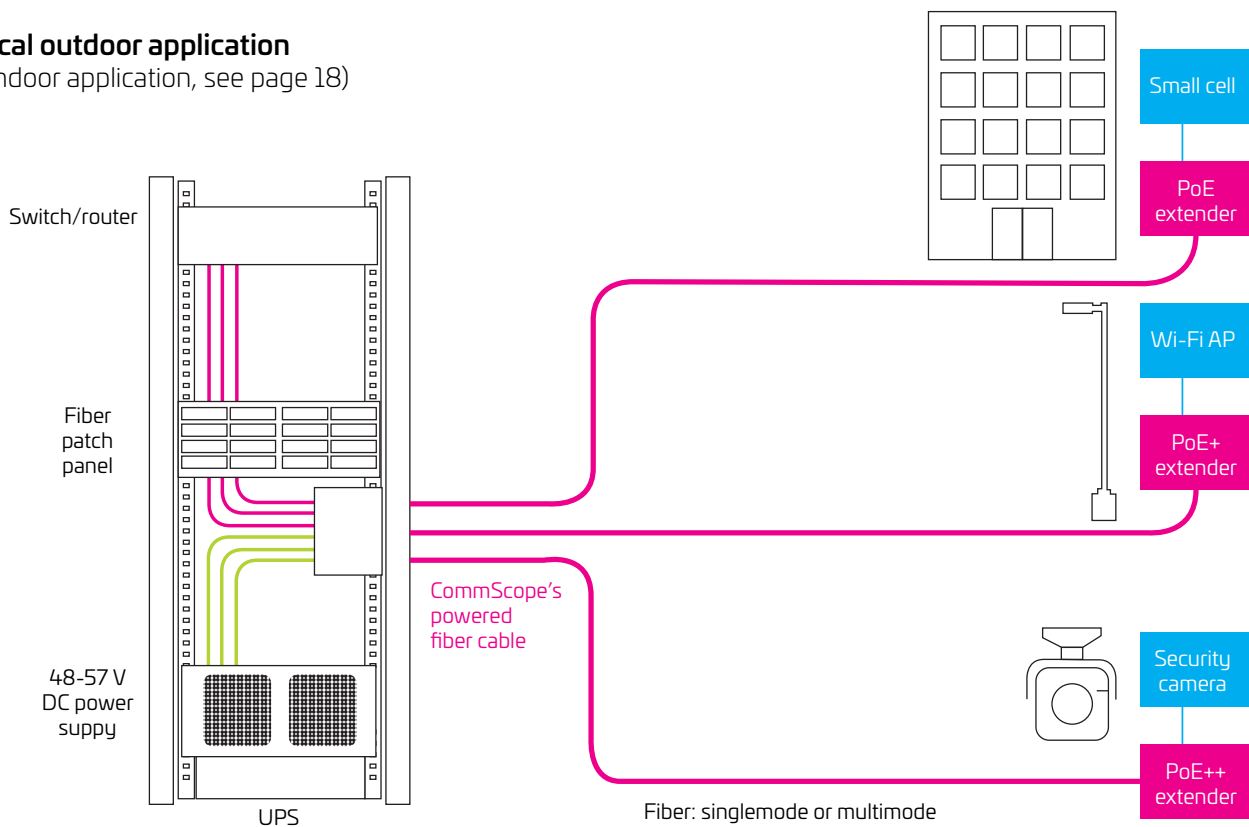 cal outdoor application
ndoor application, see page 18)
Small cell
PoE
extender
Switch/router
Wi-Fi AP
Fiber
patch
panel
PoE+
extender
CommScope's
powered
fiber cable
48-57 V
DC power
suppy
Security
camera
PoE++
extender
UPS
Fiber: singlemode or multimode